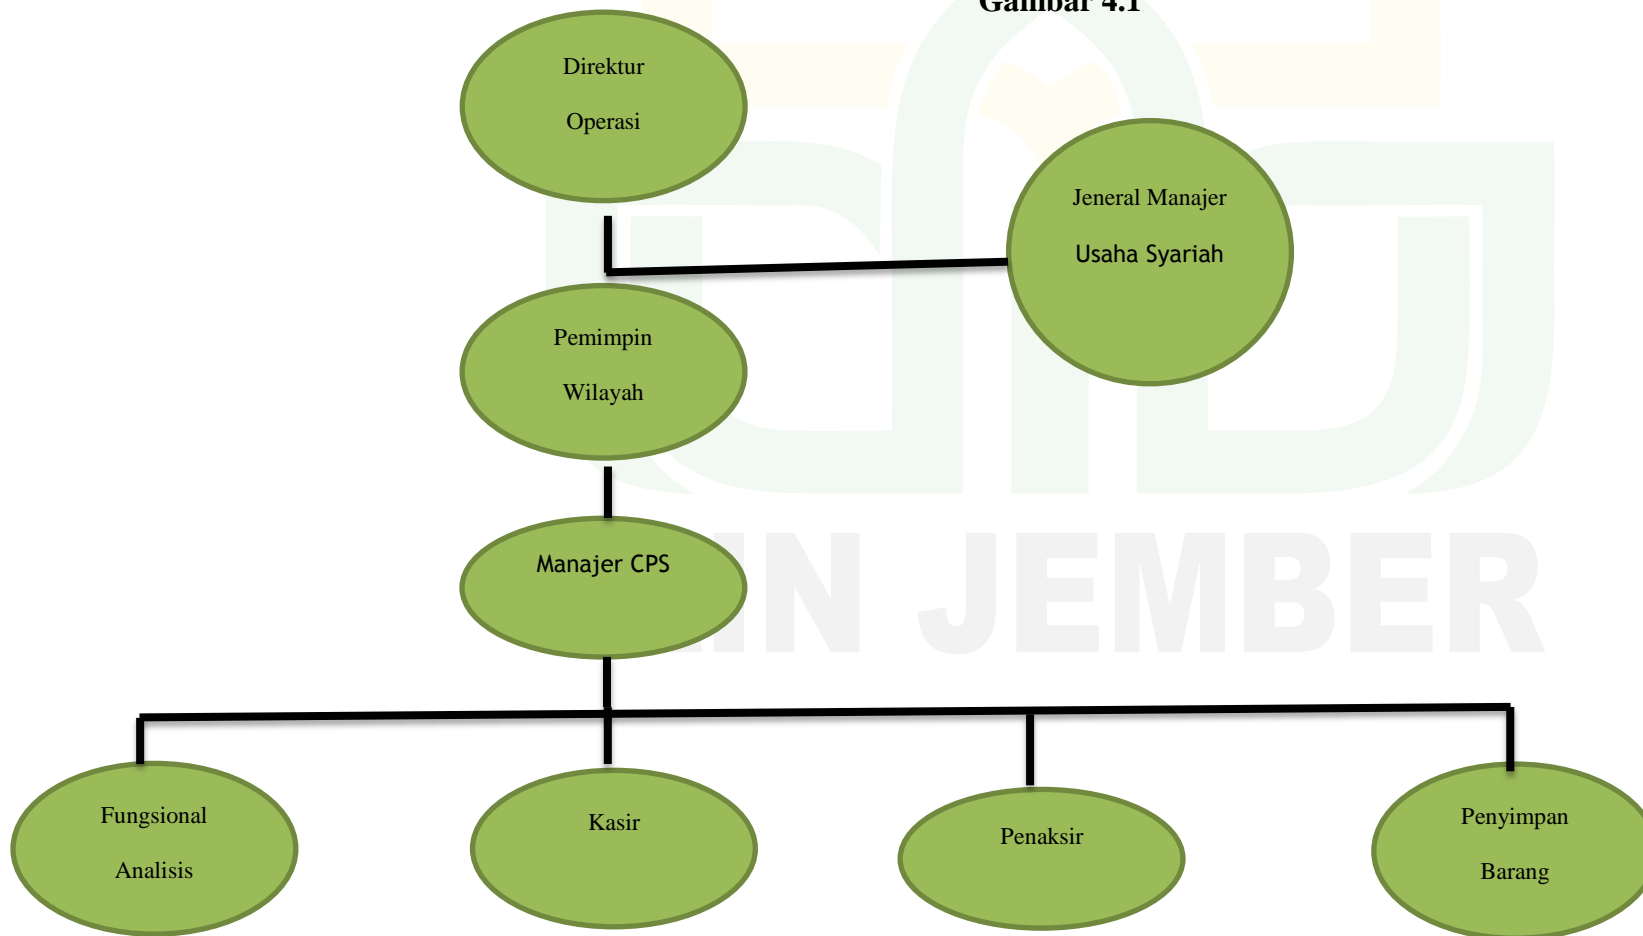 Gambar 4.1
Direktur
Operasi
Jeneral Manajer
Usaha Syariah
Pemimpin
Wilayah
Manajer CPS
IN JEMBER
Fungsional
Analisis
Kasir
Penaksir
Penyimpan
Barang